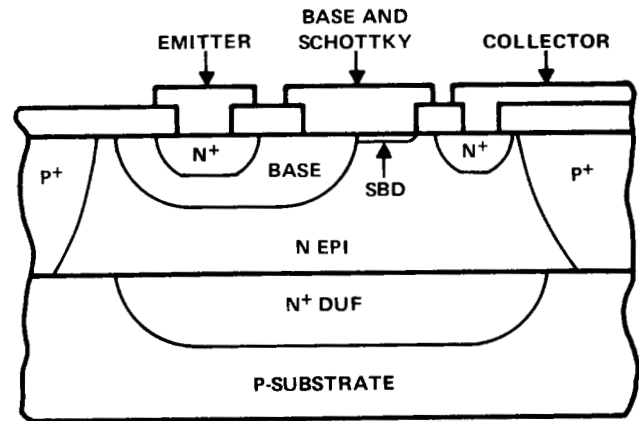 BASE AND
EMITTER SCHOTTKY COLLECTOR
P+ N+ BASE SBD N+ P+
N EPI
N+ DUF
P-SUBSTRATE